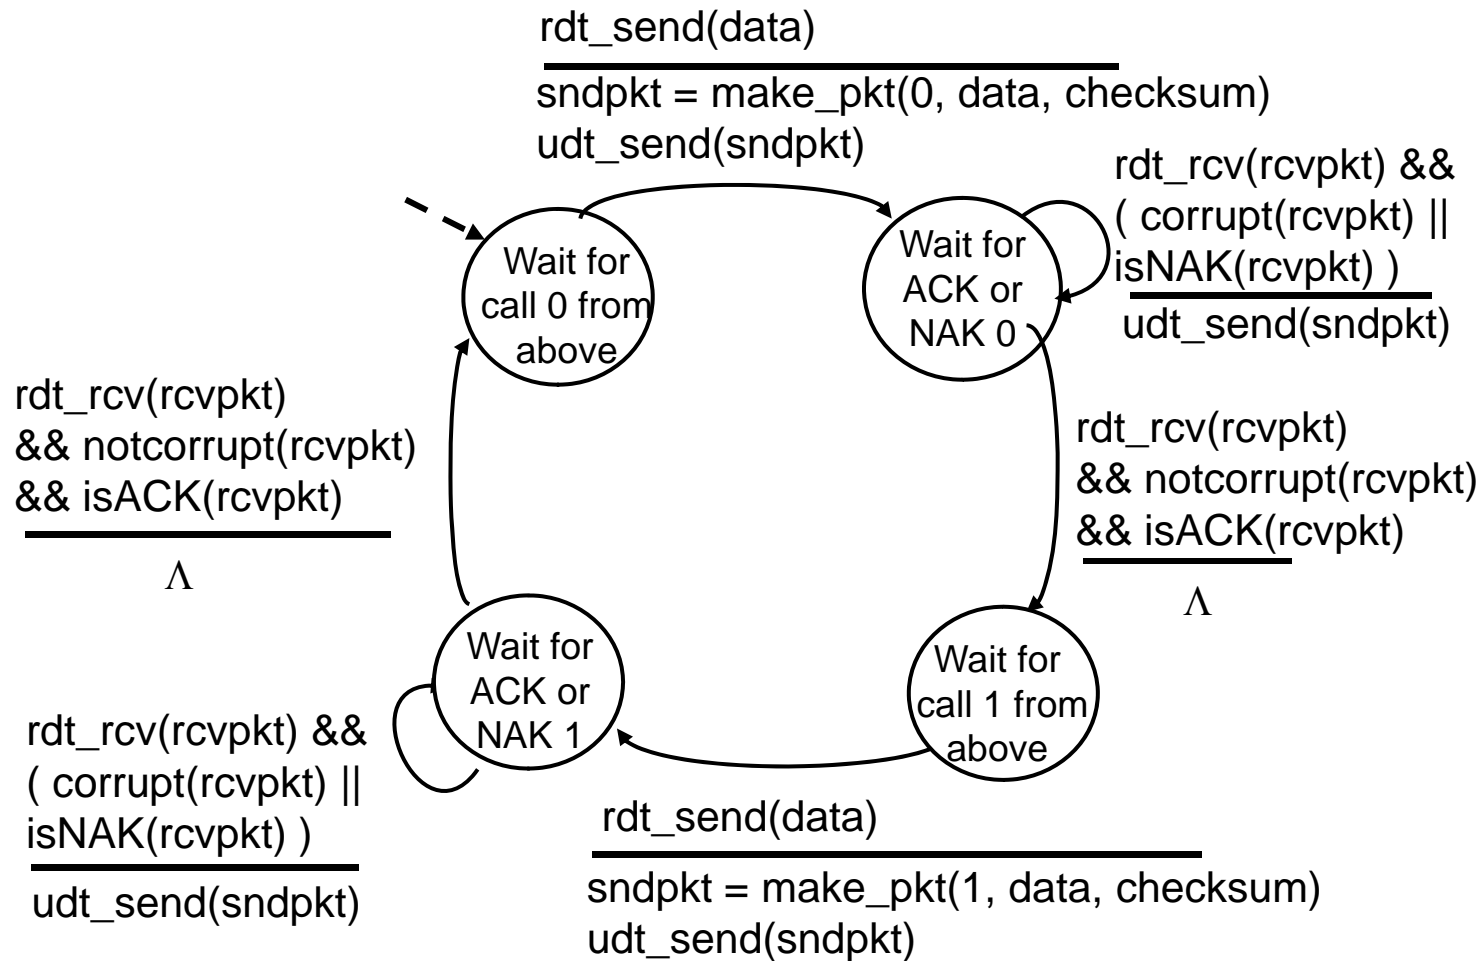 rdt_send(data)
sndpkt = make_pkt(0, data, checksum)
udt_send(sndpkt)
rdt_rcv(rcvpkt) &&
( corrupt(rcvpkt) ||
isNAK(rcvpkt) )
udt_send(sndpkt)
Wait for
call 0 from
above
Wait for
ACK or
NAK 0
rdt_rcv(rcvpkt)
&& notcorrupt(rcvpkt)
&& isACK(rcvpkt)
Λ
rdt_rcv(rcvpkt)
&& notcorrupt(rcvpkt)
&& isACK(rcvpkt)
Λ
Wait for
ACK or
NAK 1
Wait for
call 1 from
above
rdt_rcv(rcvpkt) &&
( corrupt(rcvpkt) ||
isNAK(rcvpkt) )
udt_send(sndpkt)
rdt_send(data)
sndpkt = make_pkt(1, data, checksum)
udt_send(sndpkt)